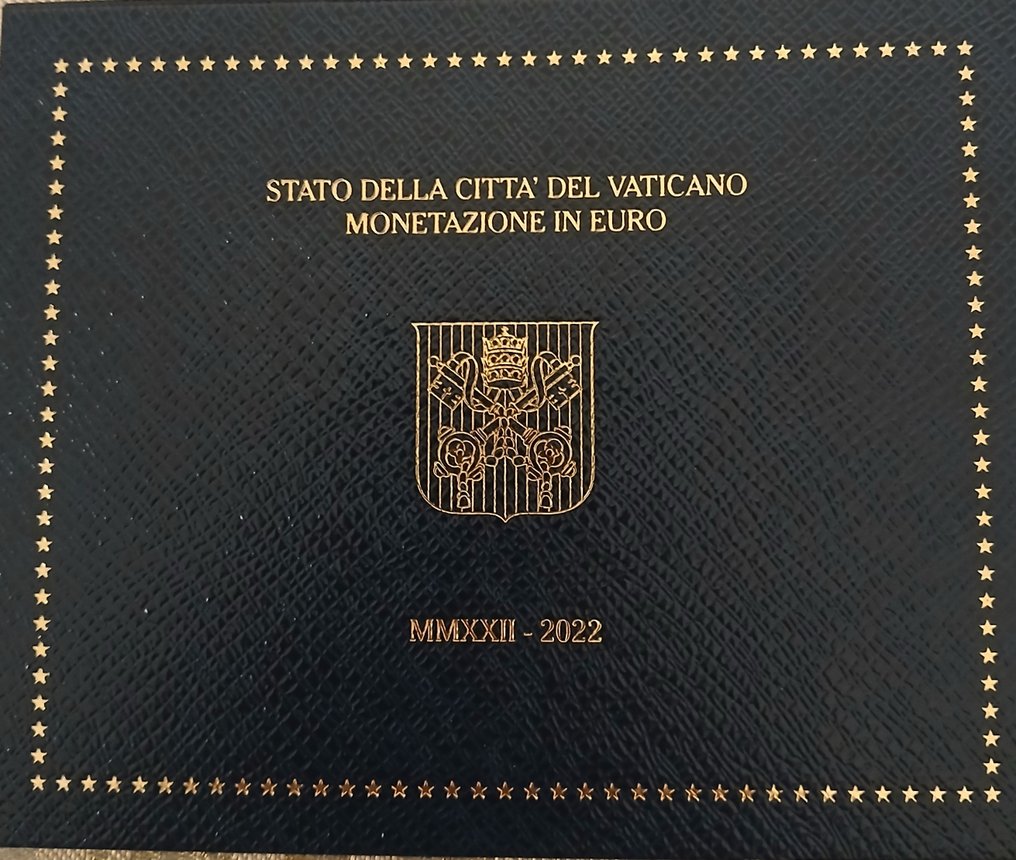 STATO DELLA CITTA' DEL VATICANO
MONETAZIONE IN EURO
MMXXII - 2022